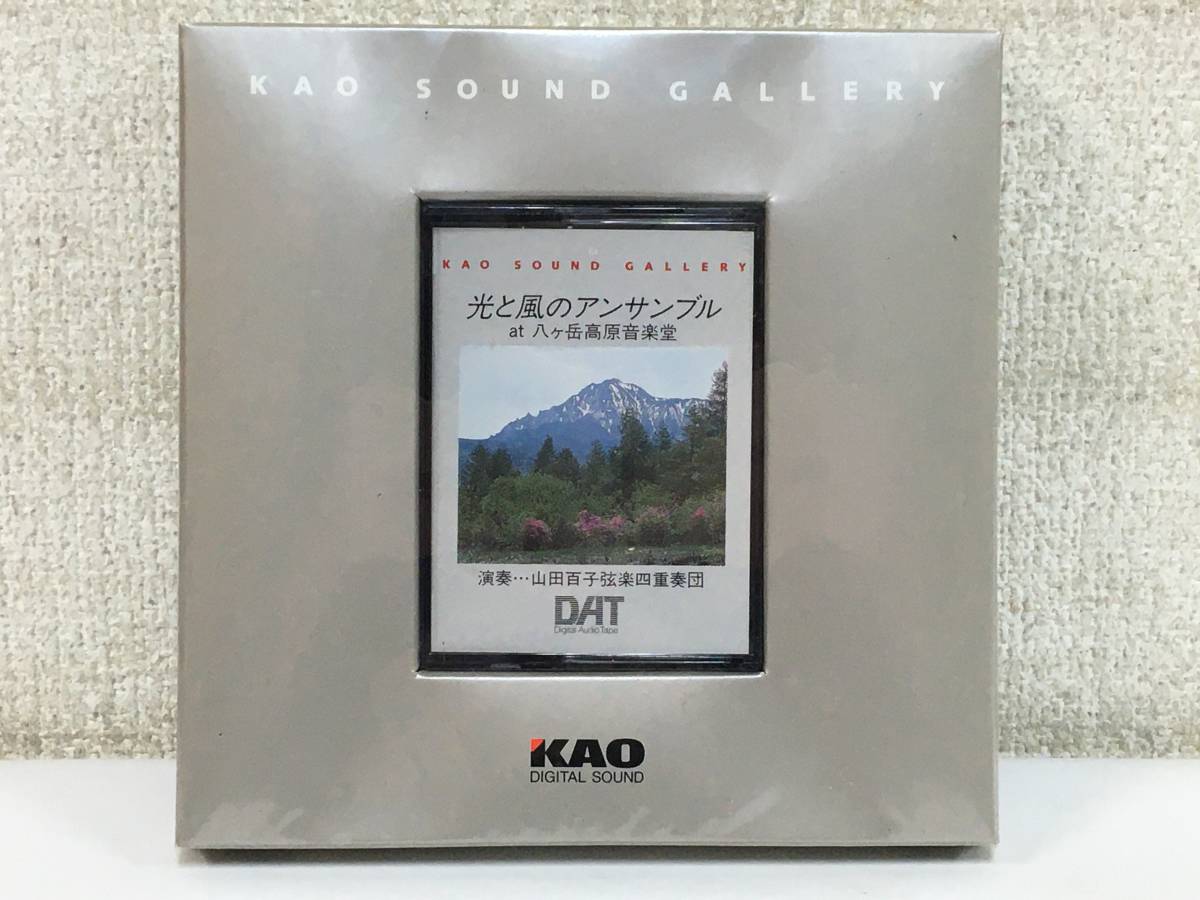 KAO SOUND GALLERY
KAO SOUND GALLERY
光と風のアンサンブル
at 八ヶ岳高原音楽堂
演奏…山田百子弦楽四重奏団
DAT
Digital Audio Tape
KAO
DIGITAL SOUND